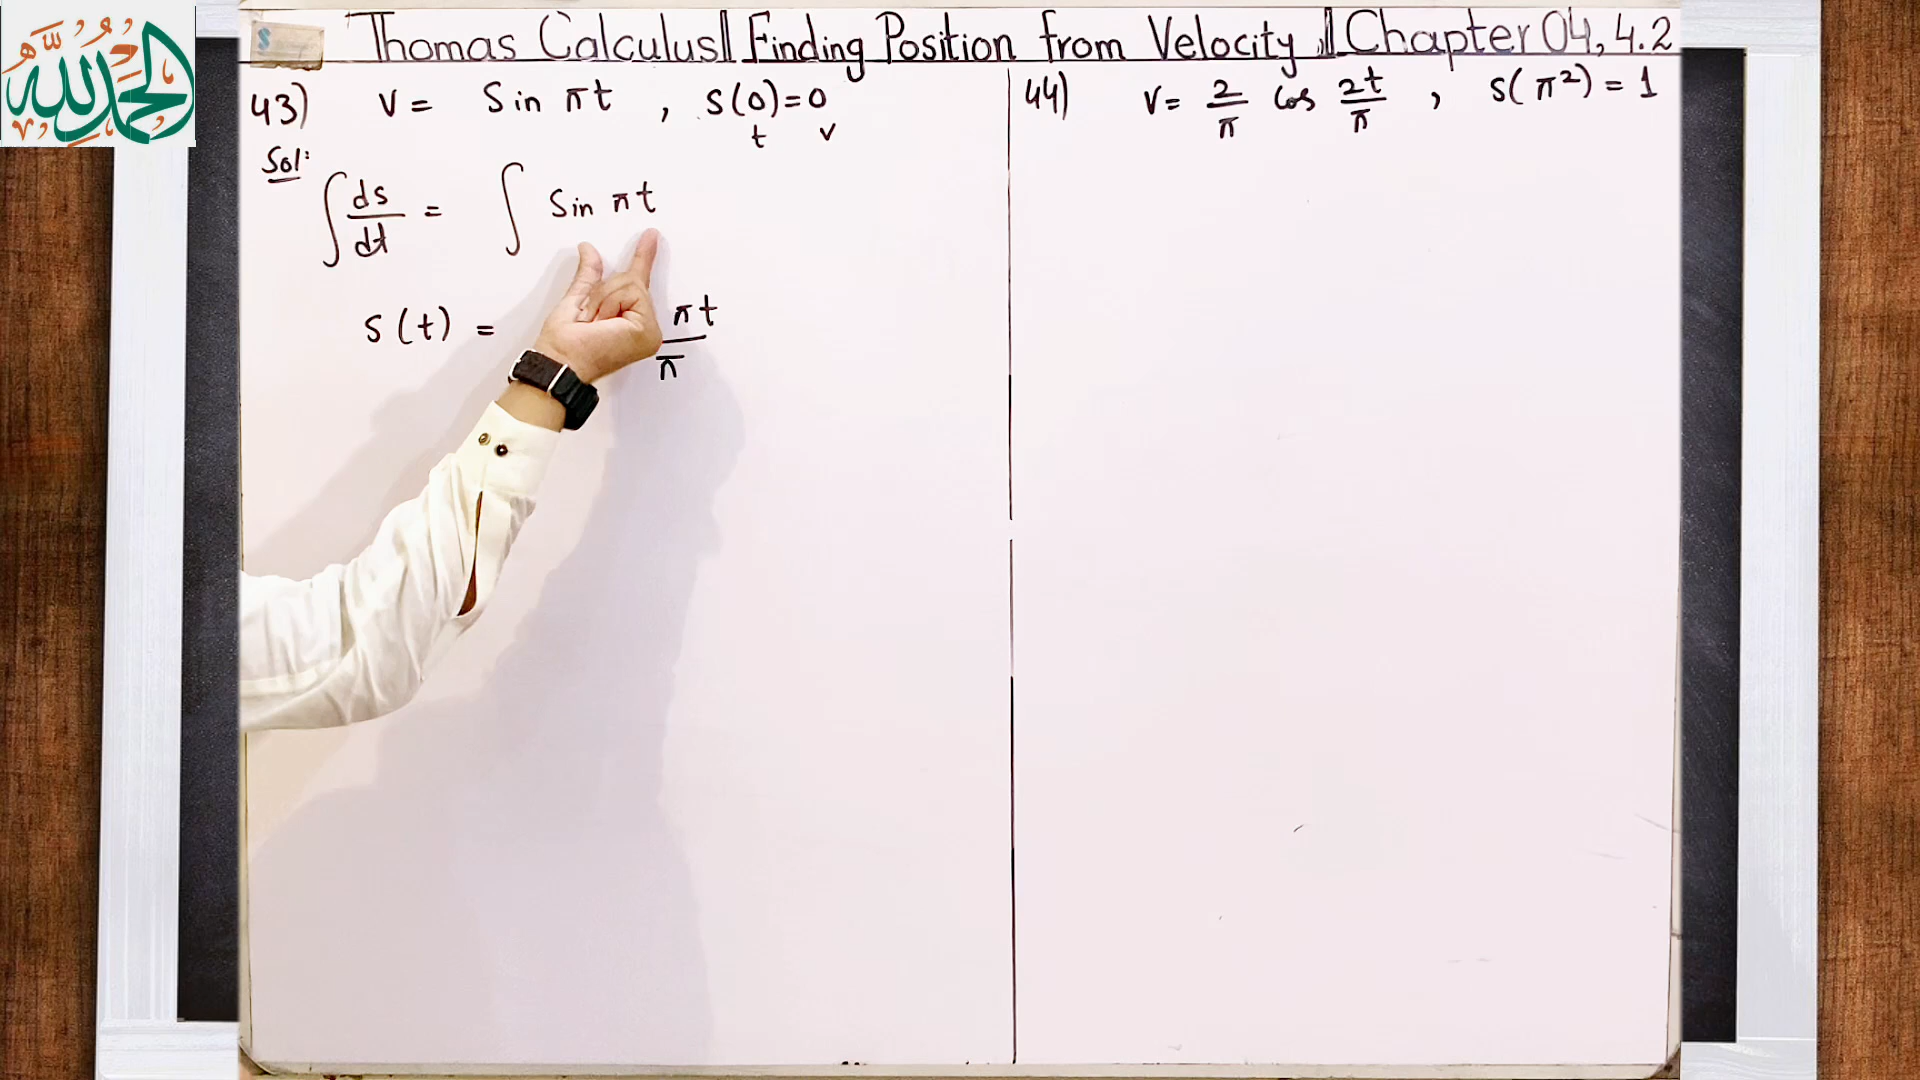 الحمد لله
Thomas Calculus || Finding Position from Velocity || Chapter 04, 4.2
43) v = Sin πt , s(0)=0
t v
Sol:
∫ ds/dt = ∫ Sin πt
s(t) = πt/π
44) v = 2/π cos 2t/π , s(π²) = 1